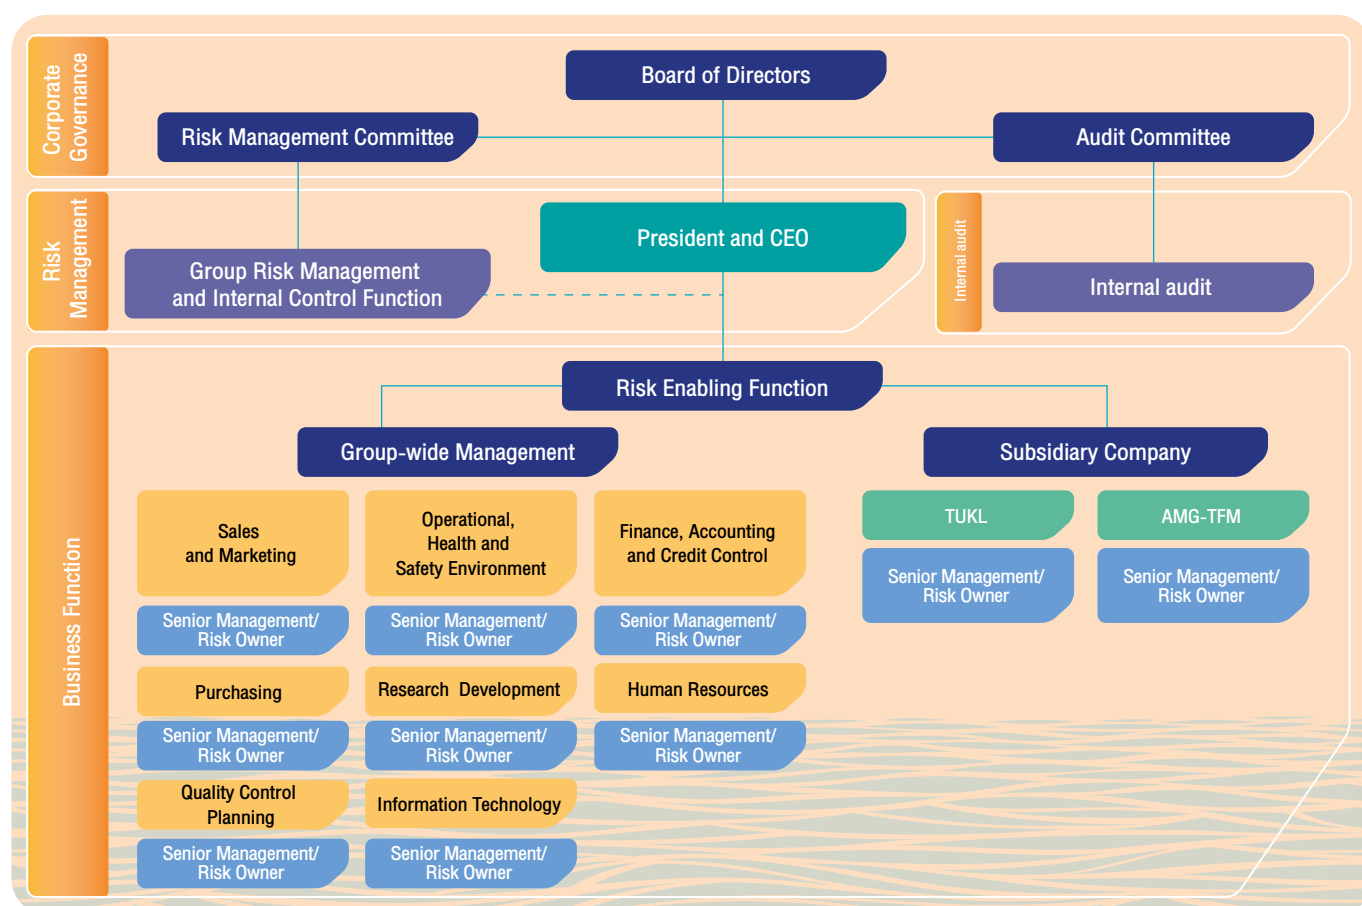 Corporate
Governance
Board of Directors
Risk Management Committee
Audit Committee
Risk
Management
President and CEO
Group Risk Management
and Internal Control Function
Internal audit
Internal audit
Business Function
Risk Enabling Function
Group-wide Management
Subsidiary Company
Sales
and Marketing
Operational,
Health and
Safety Environment
Finance, Accounting
and Credit Control
TUKL
AMG-TFM
Senior Management/
Risk Owner
Senior Management/
Risk Owner
Senior Management/
Risk Owner
Senior Management/
Risk Owner
Senior Management/
Risk Owner
Purchasing
Research Development
Human Resources
Senior Management/
Risk Owner
Senior Management/
Risk Owner
Senior Management/
Risk Owner
Quality Control
Planning
Information Technology
Senior Management/
Risk Owner
Senior Management/
Risk Owner